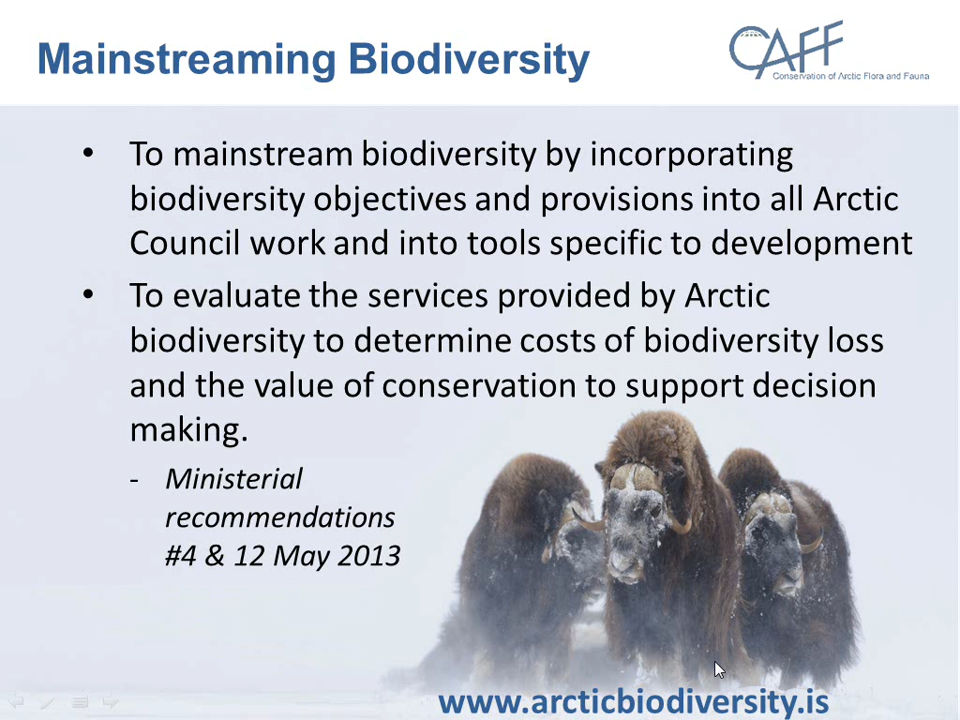 Mainstreaming Biodiversity
CAFF
Conservation of Arctic Flora and Fauna
• To mainstream biodiversity by incorporating
biodiversity objectives and provisions into all Arctic
Council work and into tools specific to development
• To evaluate the services provided by Arctic
biodiversity to determine costs of biodiversity loss
and the value of conservation to support decision
making.
- Ministerial
recommendations
#4 & 12 May 2013
www.arcticbiodiversity.is